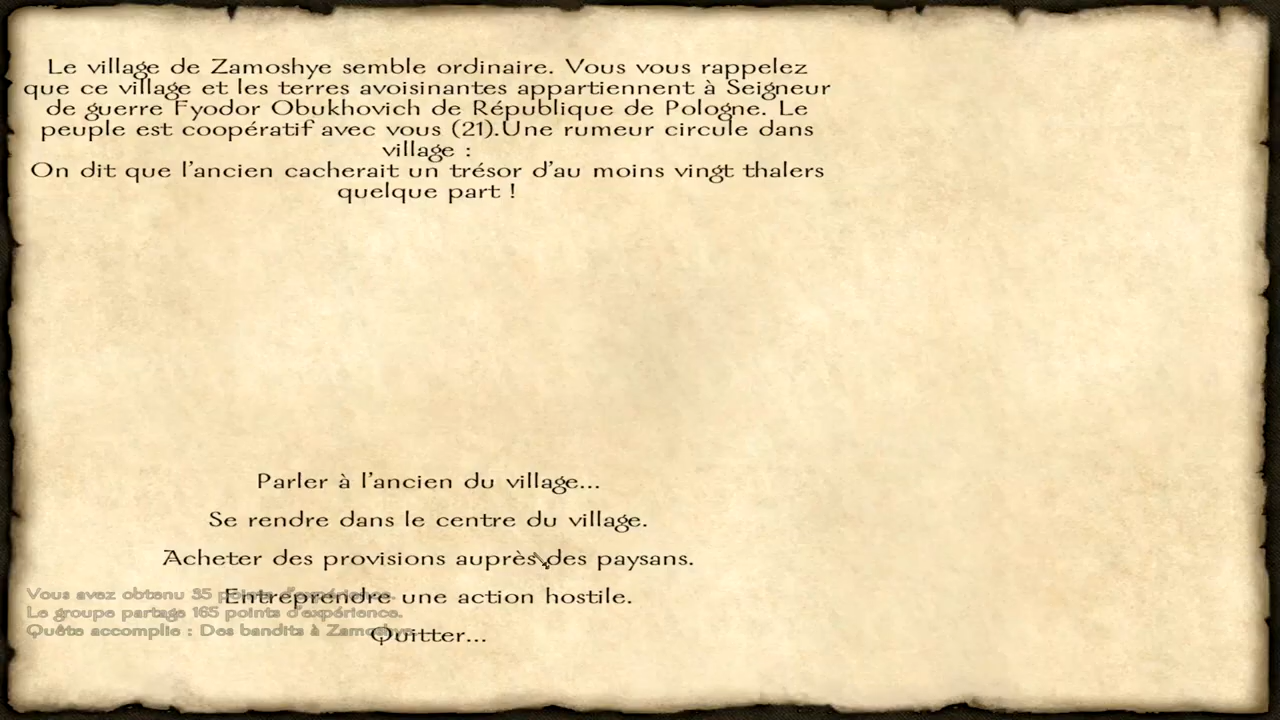 Le village de Zamoshye semble ordinaire. Vous vous rappelez
que ce village et les terres avoisinantes appartiennent à Seigneur
de guerre Fyodor Obukhovich de République de Pologne. Le
peuple est coopératif avec vous (21).Une rumeur circule dans
village :
On dit que l'ancien cacherait un trésor d'au moins vingt thalers
quelque part !
Parler à l'ancien du village...
Se rendre dans le centre du village.
Acheter des provisions auprès des paysans.
Entreprendre une action hostile.
Quitter...
Vous avez obtenu 35 points d'expérience.
Le groupe partage 165 points d'expérience.
Quête accomplie : Des bandits à Zamoshye